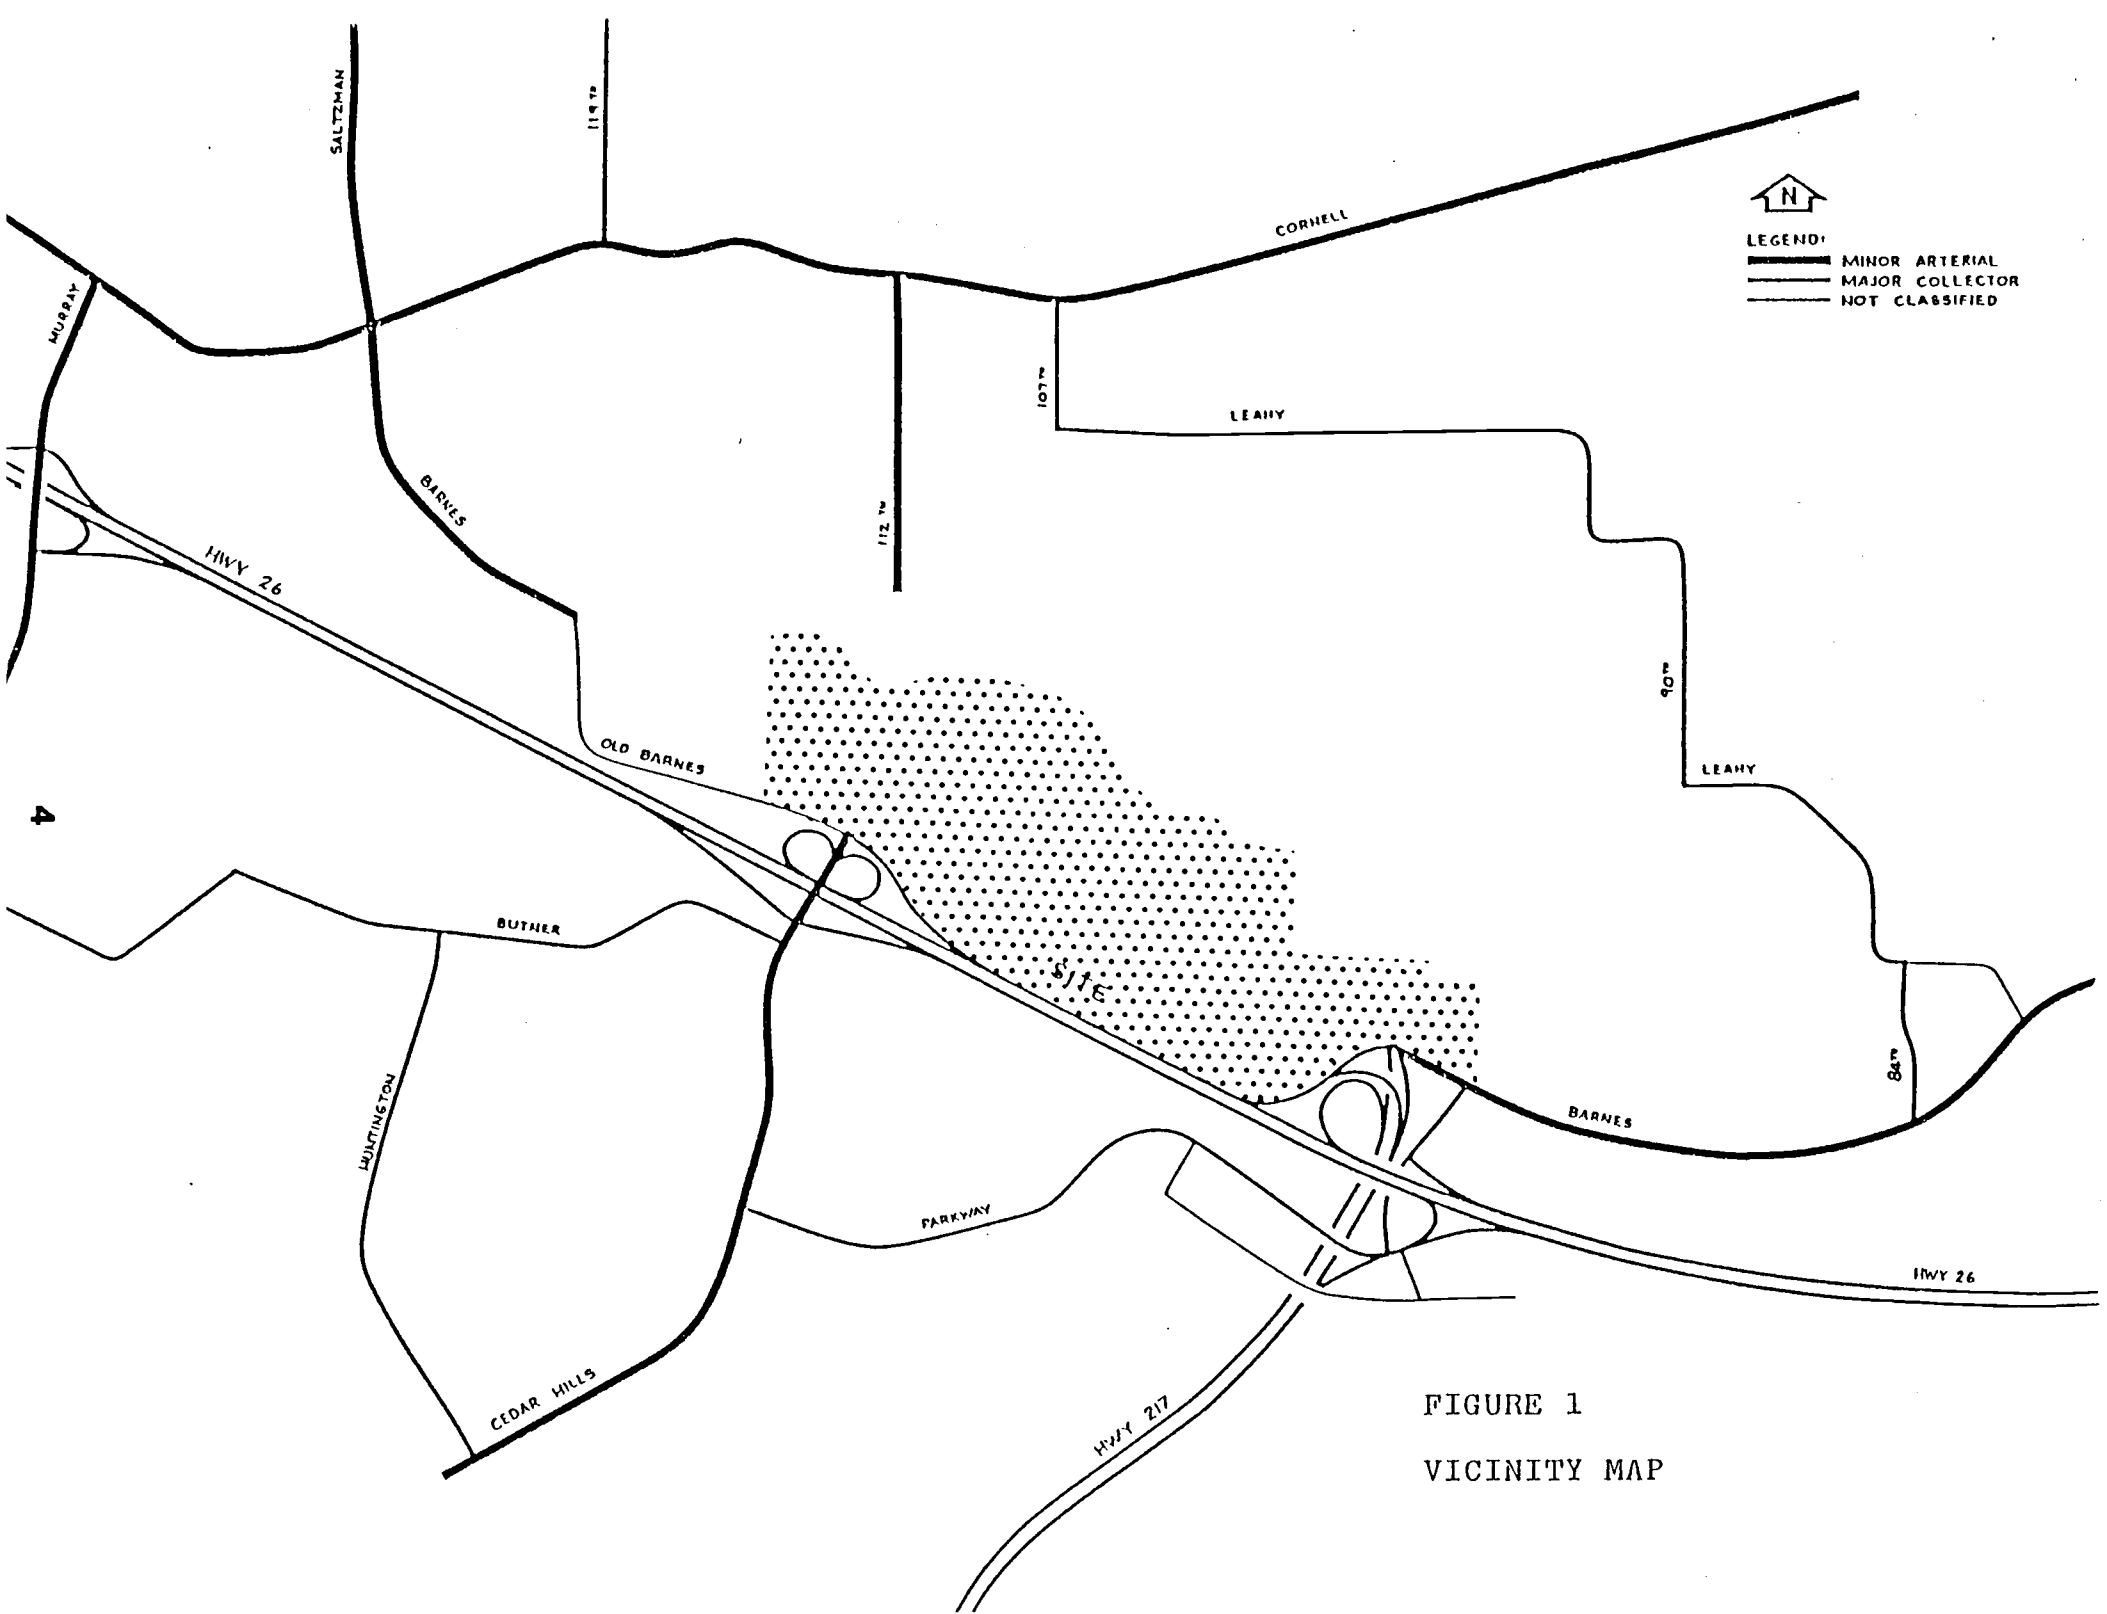 SALTZMAN
119TH
CORNELL
N
LEGEND:
MINOR ARTERIAL
MAJOR COLLECTOR
NOT CLASSIFIED
MURRAY
107TH
LEAHY
BARNES
112TH
HWY 26
90TH
OLD BARNES
LEAHY
4
BUTNER
SITE
HUNTINGTON
84TH
BARNES
PARKWAY
HWY 26
CEDAR HILLS
HWY 217
FIGURE 1
VICINITY MAP